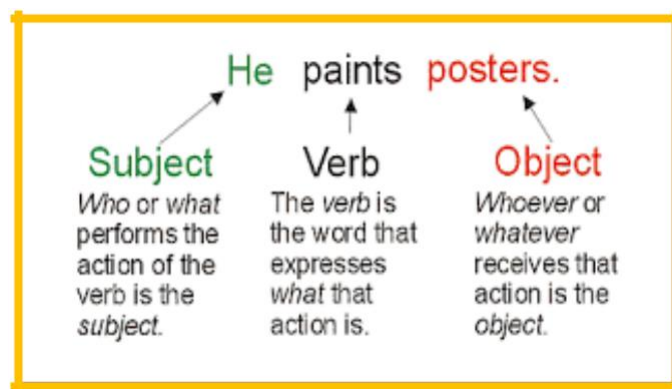 He paints posters.
Subject Verb Object
Who or what
performs the
action of the
verb is the
subject.
The verb is
the word that
expresses
what that
action is.
Whoever or
whatever
receives that
action is the
object.